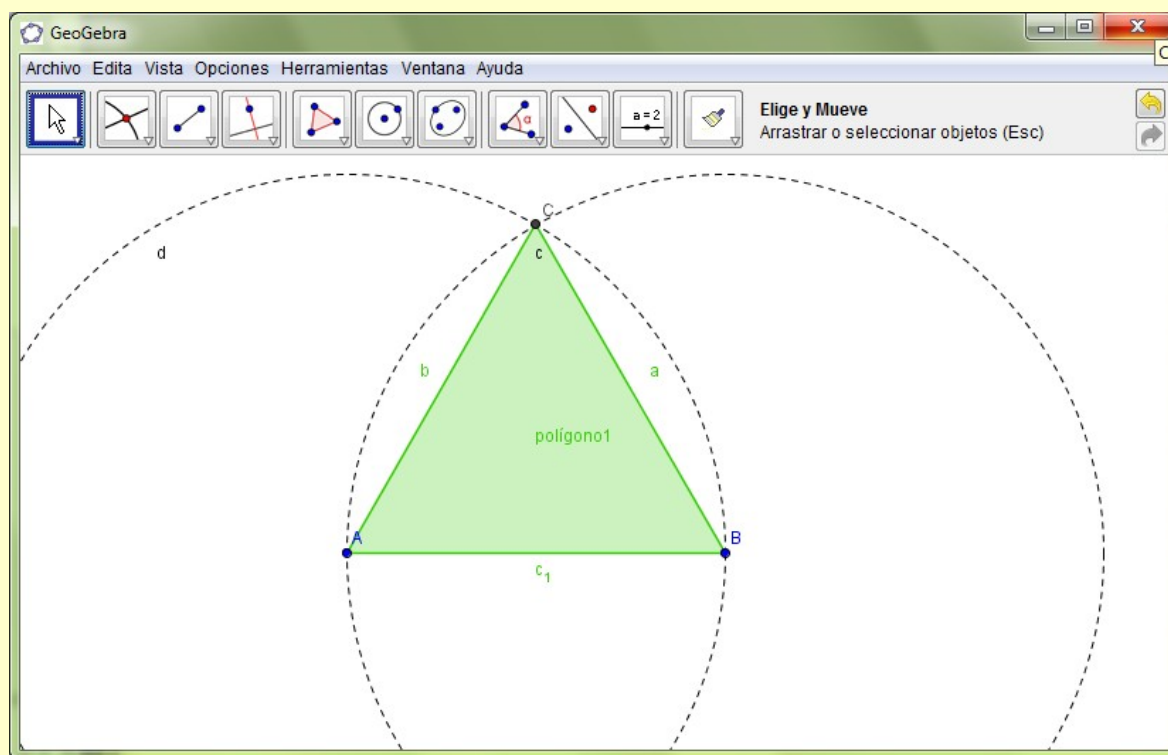 GeoGebra
Archivo Edita Vista Opciones Herramientas Ventana Ayuda
α
a = 2
Elige y Mueve
Arrastrar o seleccionar objetos (Esc)
C
d
c
b
a
polígono1
A
B
c₁